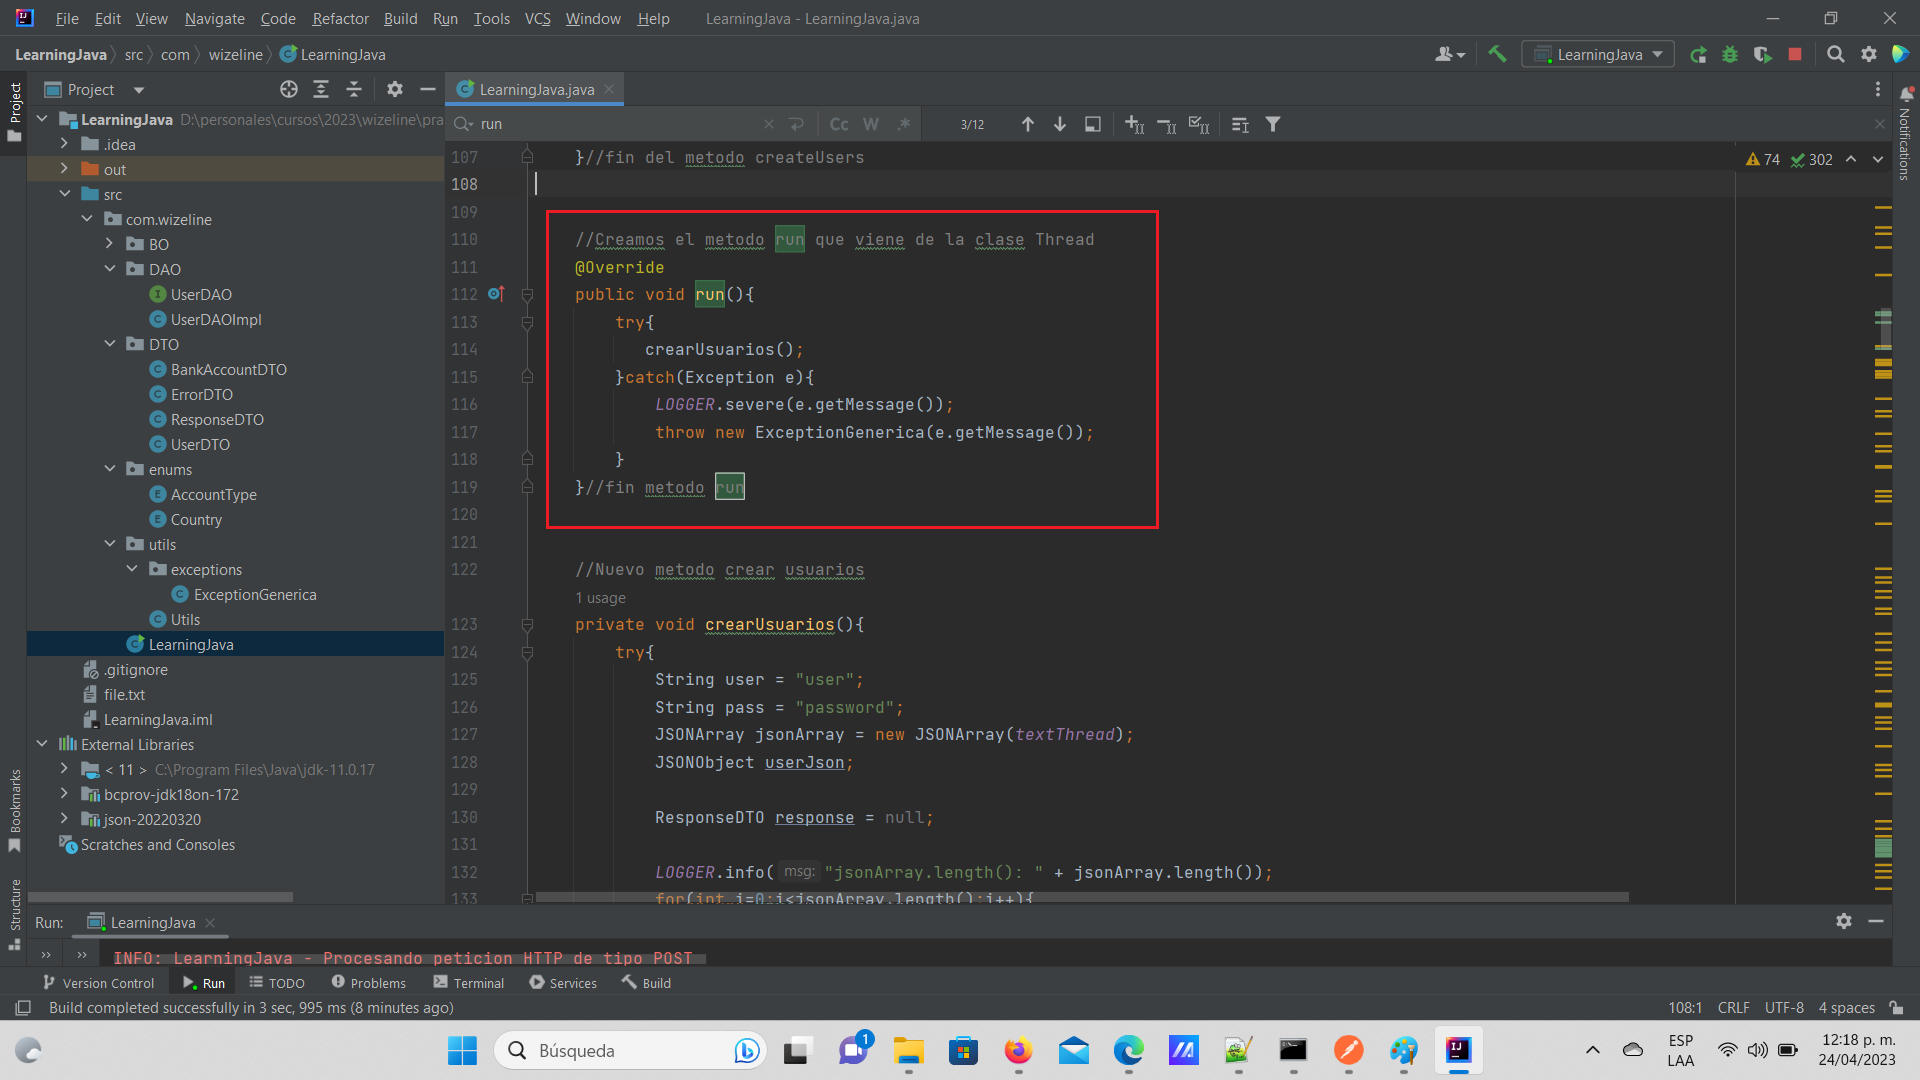 File Edit View Navigate Code Refactor Build Run Tools VCS Window Help LearningJava - LearningJava.java
LearningJava src com wizeline LearningJava LearningJava
Project LearningJava.java
Project
run Cc W .* 3/12
Notifications
LearningJava D:\personales\cursos\2023\wizeline\pra
.idea
out
src
com.wizeline
BO
DAO
UserDAO
UserDAOImpl
DTO
BankAccountDTO
ErrorDTO
ResponseDTO
UserDTO
enums
AccountType
Country
utils
exceptions
ExceptionGenerica
Utils
LearningJava
.gitignore
file.txt
LearningJava.iml
External Libraries
< 11 > C:\Program Files\Java\jdk-11.0.17
bcprov-jdk18on-172
json-20220320
Scratches and Consoles
Bookmarks
Structure
74 302
107 }//fin del metodo createUsers
108
109
110 //Creamos el metodo run que viene de la clase Thread
111 @Override
112 public void run(){
113 try{
114 crearUsuarios();
115 }catch(Exception e){
116 LOGGER.severe(e.getMessage());
117 throw new ExceptionGenerica(e.getMessage());
118 }
119 }//fin metodo run
120
121
122 //Nuevo metodo crear usuarios
1 usage
123 private void crearUsuarios(){
124 try{
125 String user = "user";
126 String pass = "password";
127 JSONArray jsonArray = new JSONArray(textThread);
128 JSONObject userJson;
129
130 ResponseDTO response = null;
131
132 LOGGER.info( msg: "jsonArray.length(): " + jsonArray.length());
133 for(int i=0;i<jsonArray.length();i++){
Run: LearningJava
INFO: LearningJava - Procesando peticion HTTP de tipo POST
Version Control Run TODO Problems Terminal Services Build
Build completed successfully in 3 sec, 995 ms (8 minutes ago) 108:1 CRLF UTF-8 4 spaces
Búsqueda 1
ESP
LAA
12:18 p. m.
24/04/2023